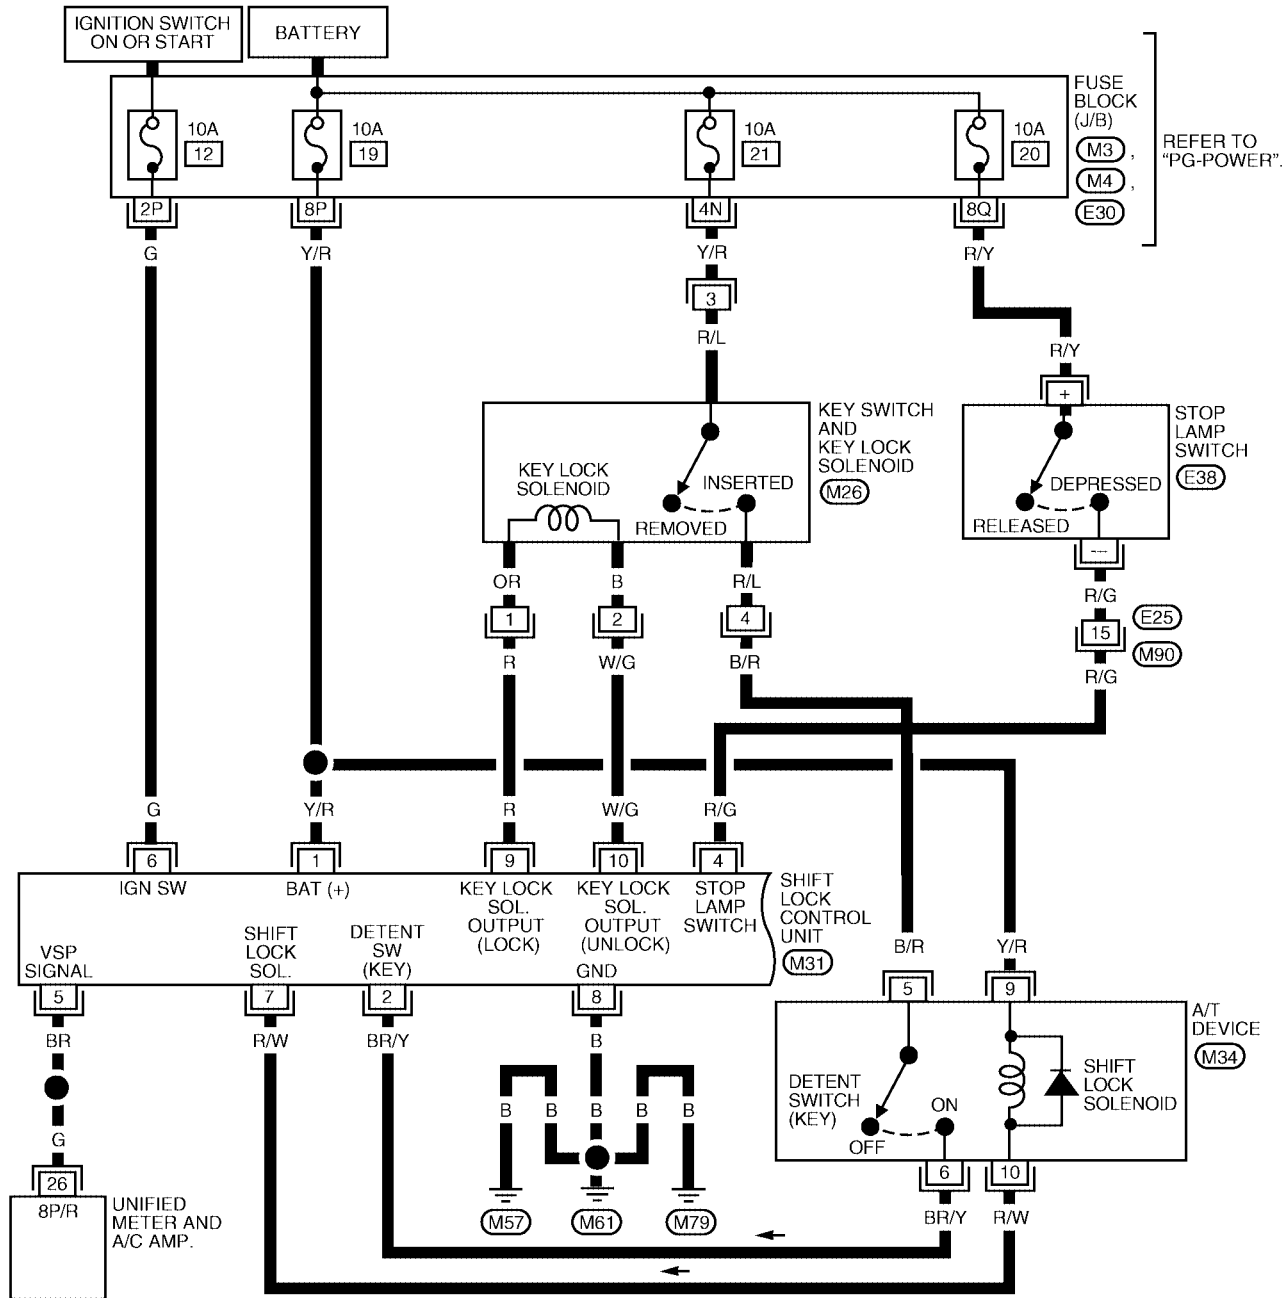 IGNITION SWITCH
ON OR START
BATTERY
FUSE
BLOCK
(J/B)
10A
12
10A
19
10A
21
10A
20
M3 ,
M4 ,
E30
REFER TO
"PG-POWER".
2P
8P
4N
8Q
G
Y/R
Y/R
R/Y
3
R/L
R/Y
+
KEY SWITCH
AND
KEY LOCK
SOLENOID
M26
STOP
LAMP
SWITCH
E38
KEY LOCK
SOLENOID
INSERTED
REMOVED
DEPRESSED
RELEASED
−
OR
B
R/L
R/G
1
2
4
15
E25
M90
R
W/G
B/R
R/G
G
Y/R
R
W/G
R/G
6
1
9
10
4
IGN SW
BAT (+)
KEY LOCK
SOL.
OUTPUT
(LOCK)
KEY LOCK
SOL.
OUTPUT
(UNLOCK)
STOP
LAMP
SWITCH
SHIFT
LOCK
CONTROL
UNIT
M31
VSP
SIGNAL
SHIFT
LOCK
SOL.
DETENT
SW
(KEY)
GND
B/R
Y/R
5
7
2
8
5
9
BR
R/W
BR/Y
B
A/T
DEVICE
M34
DETENT
SWITCH
(KEY)
ON
OFF
SHIFT
LOCK
SOLENOID
B
B
B
B
B
G
26
8P/R
UNIFIED
METER AND
A/C AMP.
M57
M61
M79
6
10
BR/Y
R/W